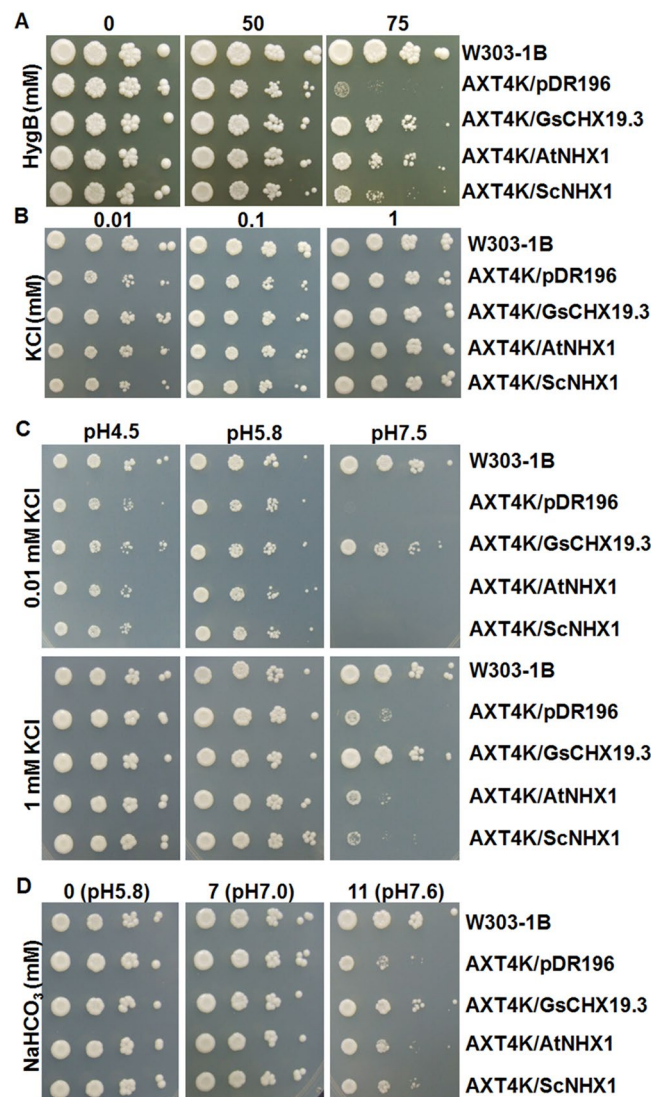 A 0 50 75
HygB(mM)
W303-1B
AXT4K/pDR196
AXT4K/GsCHX19.3
AXT4K/AtNHX1
AXT4K/ScNHX1
B 0.01 0.1 1
KCl(mM)
W303-1B
AXT4K/pDR196
AXT4K/GsCHX19.3
AXT4K/AtNHX1
AXT4K/ScNHX1
C pH4.5 pH5.8 pH7.5
0.01 mM KCl
W303-1B
AXT4K/pDR196
AXT4K/GsCHX19.3
AXT4K/AtNHX1
AXT4K/ScNHX1
1 mM KCl
W303-1B
AXT4K/pDR196
AXT4K/GsCHX19.3
AXT4K/AtNHX1
AXT4K/ScNHX1
D 0 (pH5.8) 7 (pH7.0) 11 (pH7.6)
NaHCO₃ (mM)
W303-1B
AXT4K/pDR196
AXT4K/GsCHX19.3
AXT4K/AtNHX1
AXT4K/ScNHX1